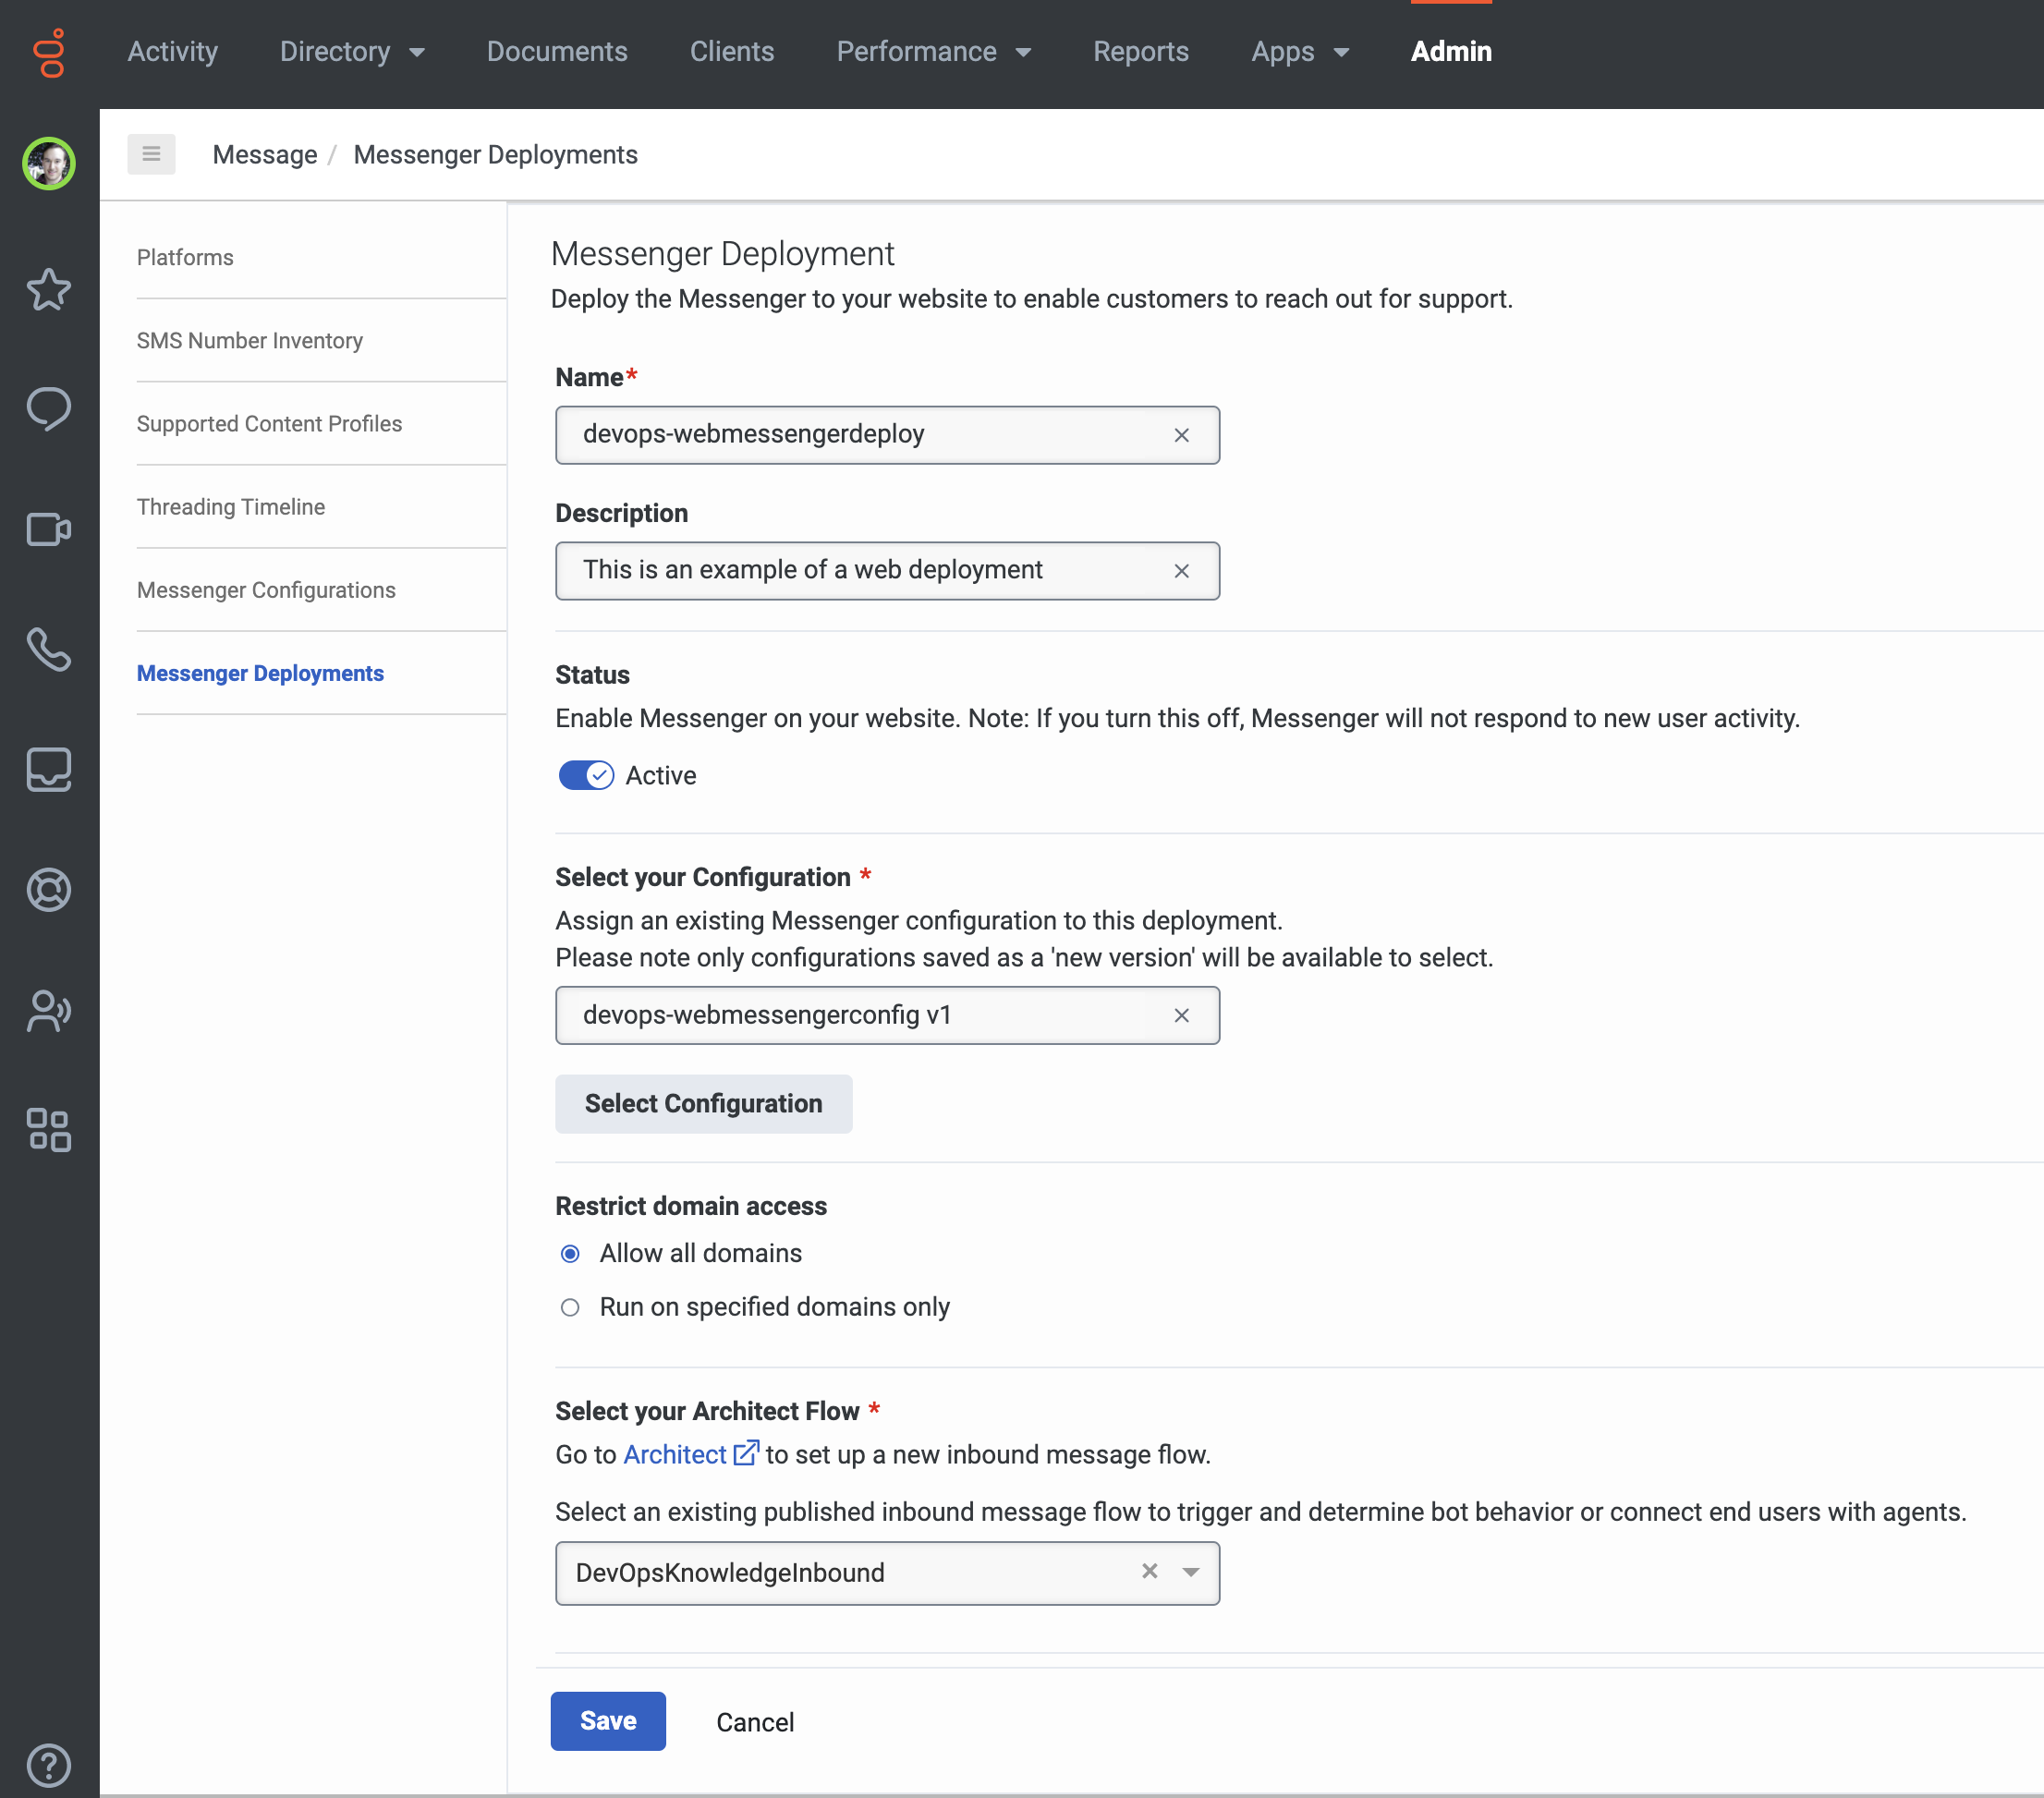 Activity Directory Documents Clients Performance Reports Apps Admin
Message / Messenger Deployments
Platforms
SMS Number Inventory
Supported Content Profiles
Threading Timeline
Messenger Configurations
Messenger Deployments
Messenger Deployment
Deploy the Messenger to your website to enable customers to reach out for support.
Name*
devops-webmessengerdeploy
Description
This is an example of a web deployment
Status
Enable Messenger on your website. Note: If you turn this off, Messenger will not respond to new user activity.
Active
Select your Configuration *
Assign an existing Messenger configuration to this deployment.
Please note only configurations saved as a 'new version' will be available to select.
devops-webmessengerconfig v1
Select Configuration
Restrict domain access
Allow all domains
Run on specified domains only
Select your Architect Flow *
Go to Architect to set up a new inbound message flow.
Select an existing published inbound message flow to trigger and determine bot behavior or connect end users with agents.
DevOpsKnowledgeInbound
Save Cancel